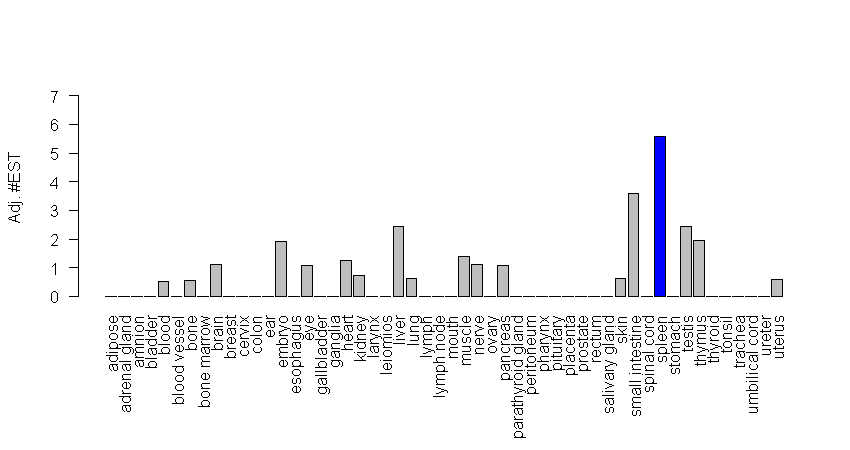 Adj. #EST
7
6
5
4
3
2
1
0
adipose
adrenal gland
amnion
bladder
blood
blood vessel
bone
bone marrow
brain
breast
cervix
colon
ear
embryo
esophagus
eye
gallbladder
ganglia
heart
kidney
larynx
leiomios
liver
lung
lymph
lymph node
mouth
muscle
nerve
ovary
pancreas
parathyroid gland
peritoneum
pharynx
pituitary
placenta
prostate
rectum
salivary gland
skin
small intestine
spinal cord
spleen
stomach
testis
thymus
thyroid
tonsil
trachea
umbilical cord
ureter
uterus